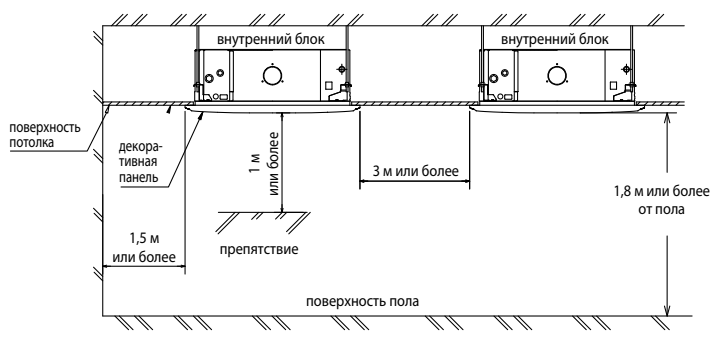 внутренний блок
внутренний блок
поверхность
потолка
декора-
тивная
панель
1 м
или более
3 м или более
1,8 м или более
от пола
1,5 м
или более
препятствие
поверхность пола